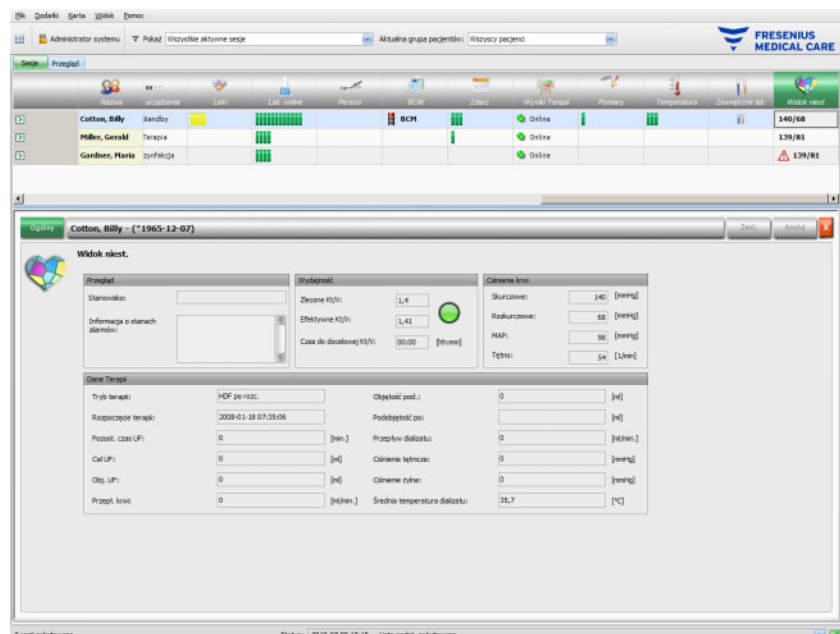 Plik Dodatki Karta Widok Pomoc
Administrator systemu Pokaż Wszystkie aktywne sesje Aktualna grupa pacjentów: Wszyscy pacjenci
FRESENIUS
MEDICAL CARE
Sesje Przegląd
Nazwa urządzenia Leki Lab. online Person BCM Zdarz Wyniki Terapi Pomiary Temperatura Zewnętrzne lab. Widok niest.
Cotton, Billy standby BCM Online 140/68
Miller, Gerald Terapia Online 139/81
Gardner, Maria zynfekcja Online 139/81
Ogólny Cotton, Billy - (*1965-12-07) Zast. Anuluj X
Widok niest.
Przegląd
Stanowisko:
Informacja o stanach
alarmów:
Wydajność
Zlecone Kt/V: 1,4
Efektywne Kt/V: 1,41
Czas do docelowej Kt/V: 00:00 [hh:mm]
Ciśnienie krwi
Skurczowe: 140 [mmHg]
Rozkurczowe: 68 [mmHg]
MAP: 98 [mmHg]
Tętno: 54 [1/min]
Dane Terapii
Tryb terapii: HDF po rozc. Objętość pod.: 0 [ml]
Rozpoczęcie terapii: 2008-01-18 07:35:06 Podobjętość po: [ml]
Pozost. czas UF: 0 [min.] Przepływ dializatu: 0 [ml/min.]
Cel UF: 0 [ml] Ciśnienie tętnicze: 0 [mmHg]
Obj. UF: 0 [ml] Ciśnienie żylne: 0 [mmHg]
Przepł. krwi: 0 [ml/min.] Średnia temperatura dializatu: 35,7 [°C]